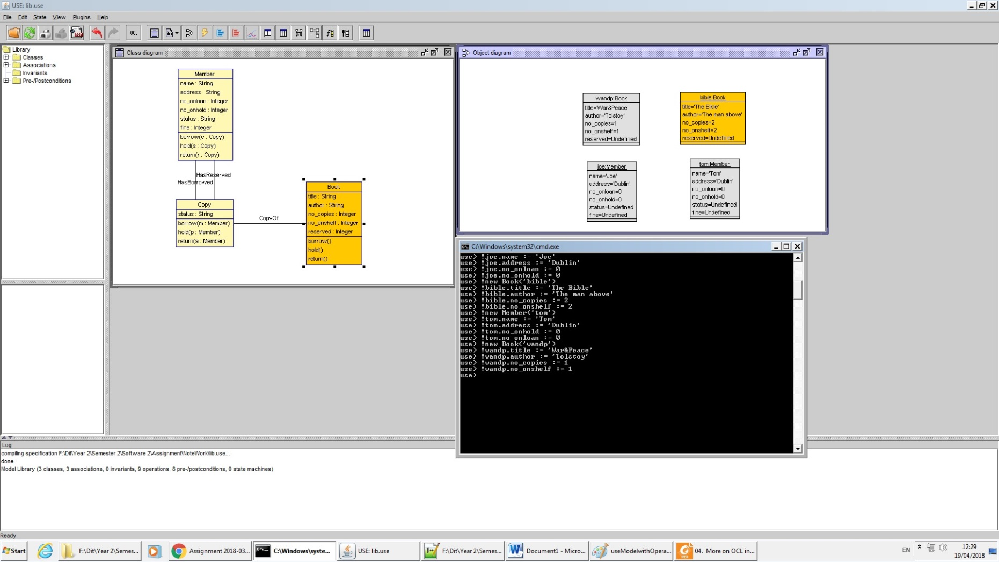 USE: lib.use
File Edit State View Plugins Help
OCL
Library
Classes
Associations
Invariants
Pre-/Postconditions
Class diagram
Member
name : String
address : String
no_onloan : Integer
no_onhold : Integer
status : String
fine : Integer
borrow(c : Copy)
hold(s : Copy)
return(r : Copy)
HasReserved
HasBorrowed
Copy
status : String
borrow(m : Member)
hold(p : Member)
return(a : Member)
CopyOf
Book
title : String
author : String
no_copies : Integer
no_onshelf : Integer
reserved : Integer
borrow()
hold()
return()
Object diagram
wandp:Book
title='War&Peace'
author='Tolstoy'
no_copies=1
no_onshelf=1
reserved=Undefined
bible:Book
title='The Bible'
author='The man above'
no_copies=2
no_onshelf=2
reserved=Undefined
joe:Member
name='Joe'
address='Dublin'
no_onloan=0
no_onhold=0
status=Undefined
fine=Undefined
tom:Member
name='Tom'
address='Dublin'
no_onloan=0
no_onhold=0
status=Undefined
fine=Undefined
C:\Windows\system32\cmd.exe
use> !joe.name := 'Joe'
use> !joe.address := 'Dublin'
use> !joe.no_onloan := 0
use> !joe.no_onhold := 0
use> !new Book('bible')
use> !bible.title := 'The Bible'
use> !bible.author := 'The man above'
use> !bible.no_copies := 2
use> !bible.no_onshelf := 2
use> !new Member('tom')
use> !tom.name := 'Tom'
use> !tom.address := 'Dublin'
use> !tom.no_onhold := 0
use> !tom.no_onloan := 0
use> !new Book('wandp')
use> !wandp.title := 'War&Peace'
use> !wandp.author := 'Tolstoy'
use> !wandp.no_copies := 1
use> !wandp.no_onshelf := 1
use>
Log
compiling specification F:\Dit\Year 2\Semester 2\Software 2\Assignment\NoteWork\lib.use...
done.
Model Library (3 classes, 3 associations, 0 invariants, 9 operations, 8 pre-/postconditions, 0 state machines)
Ready.
Start
F:\Dit\Year 2\Semes...
Assignment 2018-03...
C:\Windows\syste...
USE: lib.use
F:\Dit\Year 2\Semes...
Document1 - Micro...
useModelwithOpera...
04. More on OCL in...
EN
12:29
19/04/2018